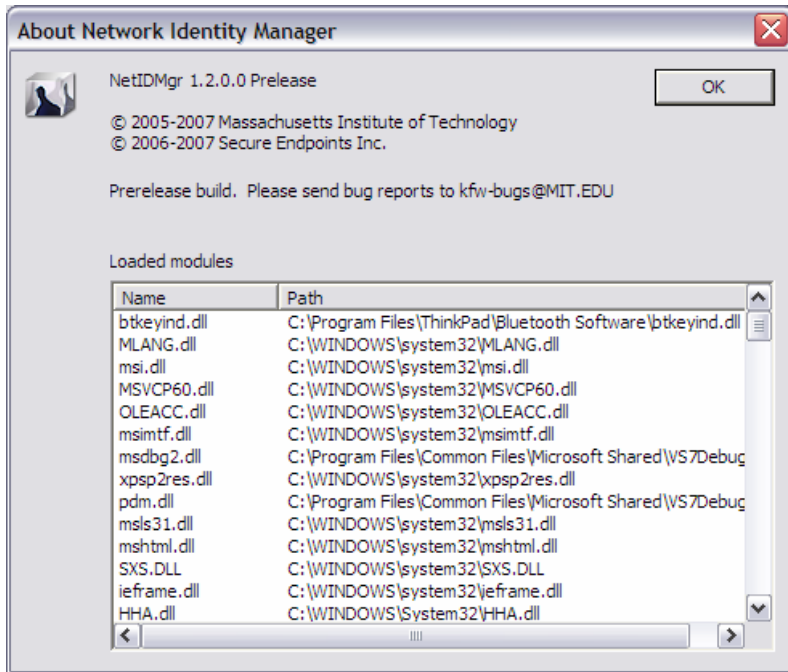 About Network Identity Manager
NetIDMgr 1.2.0.0 Prelease
OK
© 2005-2007 Massachusetts Institute of Technology
© 2006-2007 Secure Endpoints Inc.
Prerelease build.  Please send bug reports to kfw-bugs@MIT.EDU
Loaded modules
Name Path
btkeyind.dll C:\Program Files\ThinkPad\Bluetooth Software\btkeyind.dll
MLANG.dll C:\WINDOWS\system32\MLANG.dll
msi.dll C:\WINDOWS\system32\msi.dll
MSVCP60.dll C:\WINDOWS\system32\MSVCP60.dll
OLEACC.dll C:\WINDOWS\system32\OLEACC.dll
msimtf.dll C:\WINDOWS\system32\msimtf.dll
msdbg2.dll C:\Program Files\Common Files\Microsoft Shared\VS7Debug
xpsp2res.dll C:\WINDOWS\system32\xpsp2res.dll
pdm.dll C:\Program Files\Common Files\Microsoft Shared\VS7Debug
msls31.dll C:\WINDOWS\system32\msls31.dll
mshtml.dll C:\WINDOWS\system32\mshtml.dll
SXS.DLL C:\WINDOWS\system32\SXS.DLL
ieframe.dll C:\WINDOWS\system32\ieframe.dll
HHA.dll C:\WINDOWS\System32\HHA.dll